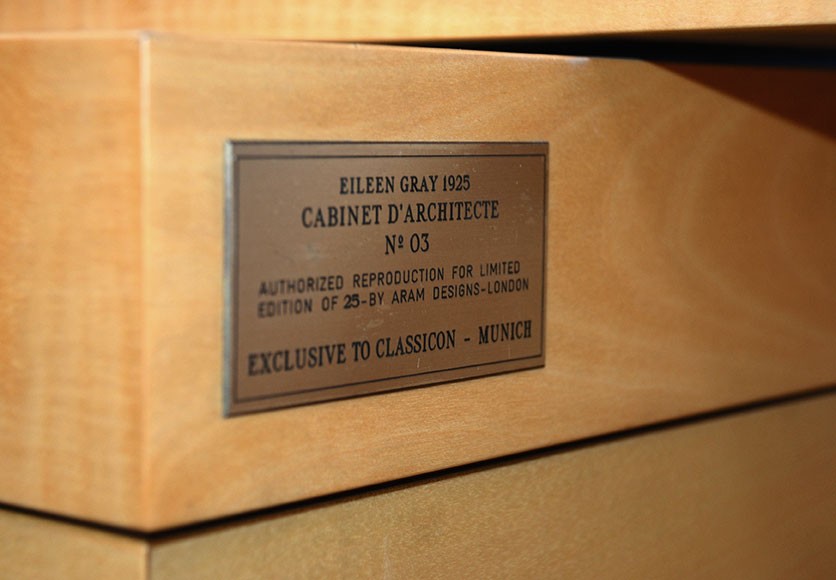 EILEEN GRAY 1925
CABINET D'ARCHITECTE
Nº 03
AUTHORIZED REPRODUCTION FOR LIMITED
EDITION OF 25-BY ARAM DESIGNS-LONDON
EXCLUSIVE TO CLASSICON - MUNICH